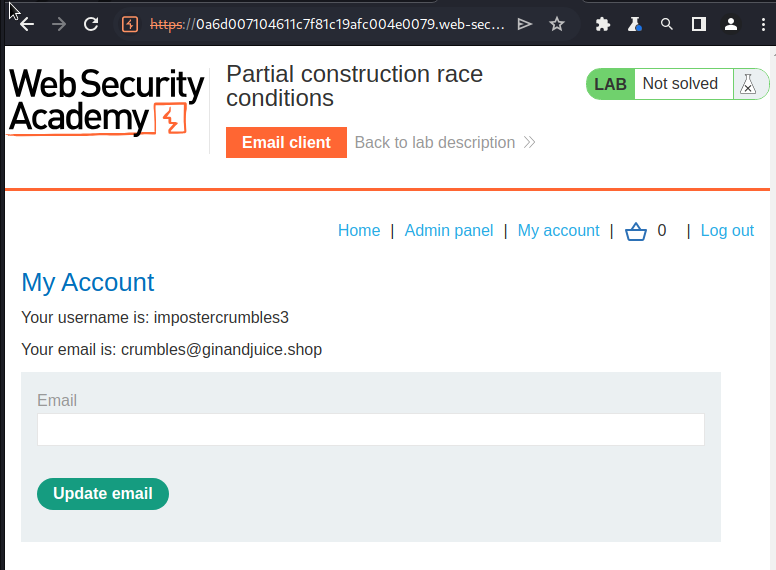 https://0a6d007104611c7f81c19afc004e0079.web-sec...
Web Security
Academy
Partial construction race
conditions
LAB Not solved
Email client Back to lab description
Home | Admin panel | My account | 0 | Log out
My Account
Your username is: impostercrumbles3
Your email is: crumbles@ginandjuice.shop
Email
Update email